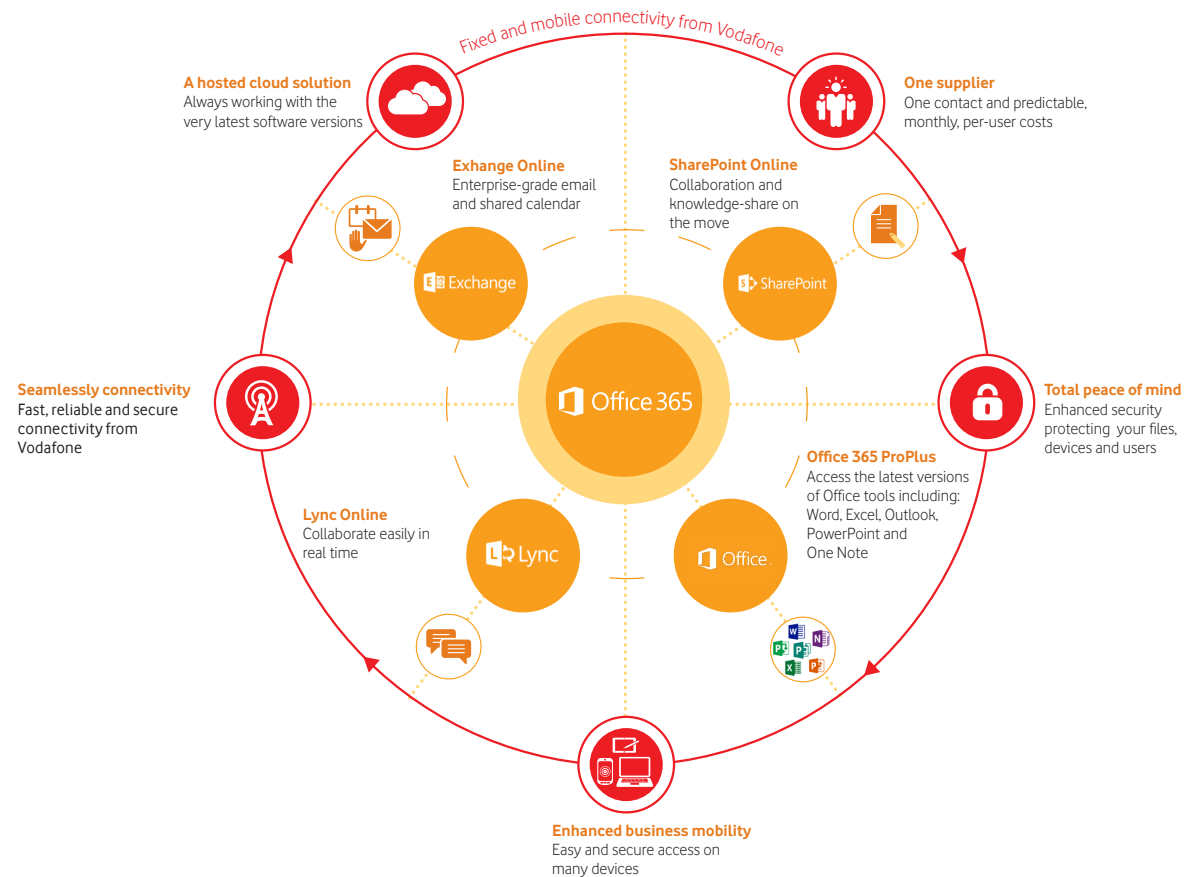 Fixed and mobile connectivity from Vodafone
A hosted cloud solution
Always working with the
very latest software versions
One supplier
One contact and predictable,
monthly, per-user costs
Exhange Online
Enterprise-grade email
and shared calendar
SharePoint Online
Collaboration and
knowledge-share on
the move
E Exchange
S SharePoint
Office 365
Seamlessly connectivity
Fast, reliable and secure
connectivity from
Vodafone
Total peace of mind
Enhanced security
protecting your files,
devices and users
Office 365 ProPlus
Access the latest versions
of Office tools including:
Word, Excel, Outlook,
PowerPoint and
One Note
Lync Online
Collaborate easily in
real time
L Lync
Office
W
N
P
P
X
P
Enhanced business mobility
Easy and secure access on
many devices